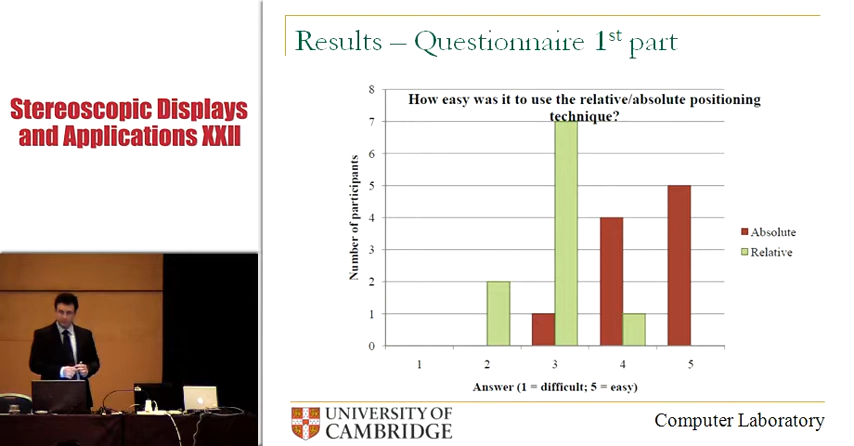 Stereoscopic Displays
and Applications XXII
Results – Questionnaire 1st part
How easy was it to use the relative/absolute positioning
technique?
Number of participants
8
7
6
5
4
3
2
1
0
1 2 3 4 5
Answer (1 = difficult; 5 = easy)
Absolute
Relative
UNIVERSITY OF
CAMBRIDGE
Computer Laboratory